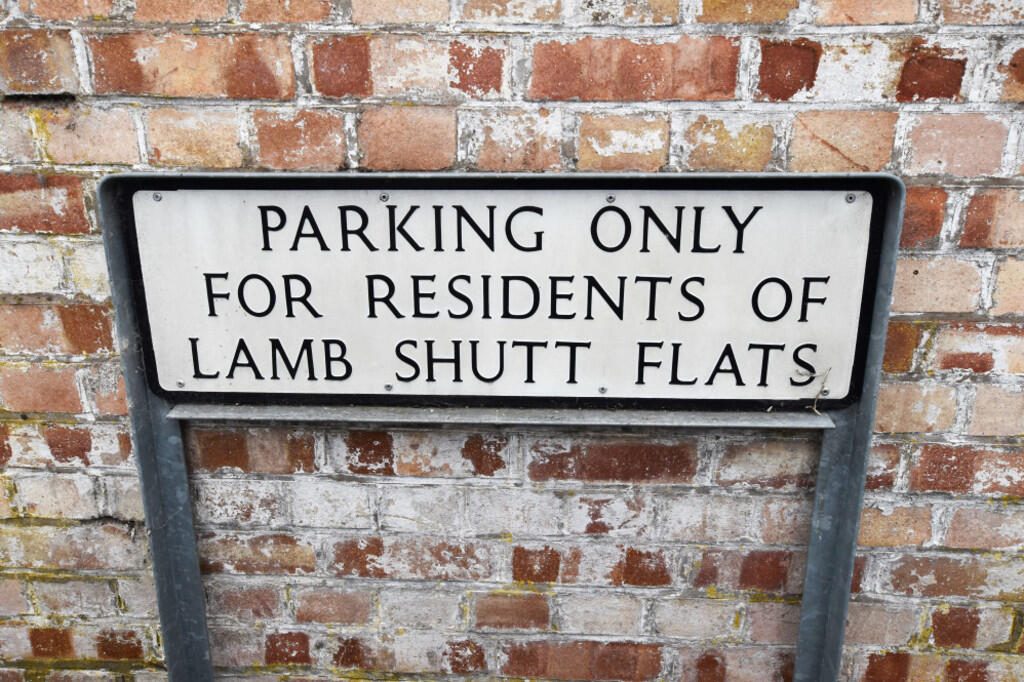 PARKING ONLY
FOR RESIDENTS OF
LAMB SHUTT FLATS